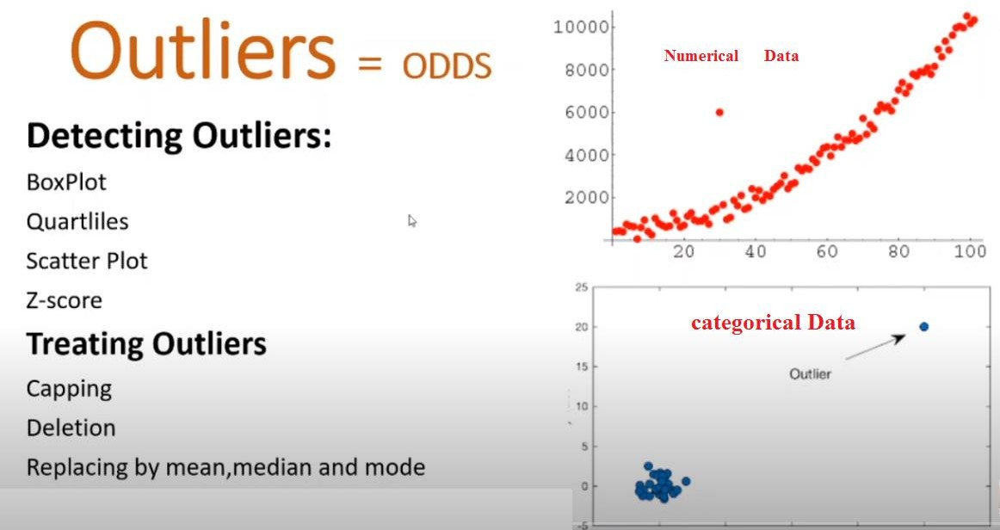 Outliers = ODDS
Detecting Outliers:
BoxPlot
Quartliles
Scatter Plot
Z-score
Treating Outliers
Capping
Deletion
Replacing by mean,median and mode
Numerical Data
10000
8000
6000
4000
2000
20 40 60 80 100
categorical Data
Outlier
25
20
15
10
5
0
-5